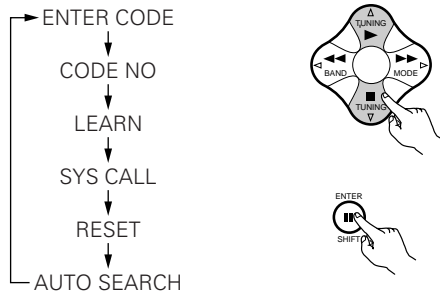 ENTER CODE
CODE NO
LEARN
SYS CALL
RESET
AUTO SEARCH
TUNING
BAND
MODE
TUNING
ENTER
SHIFT